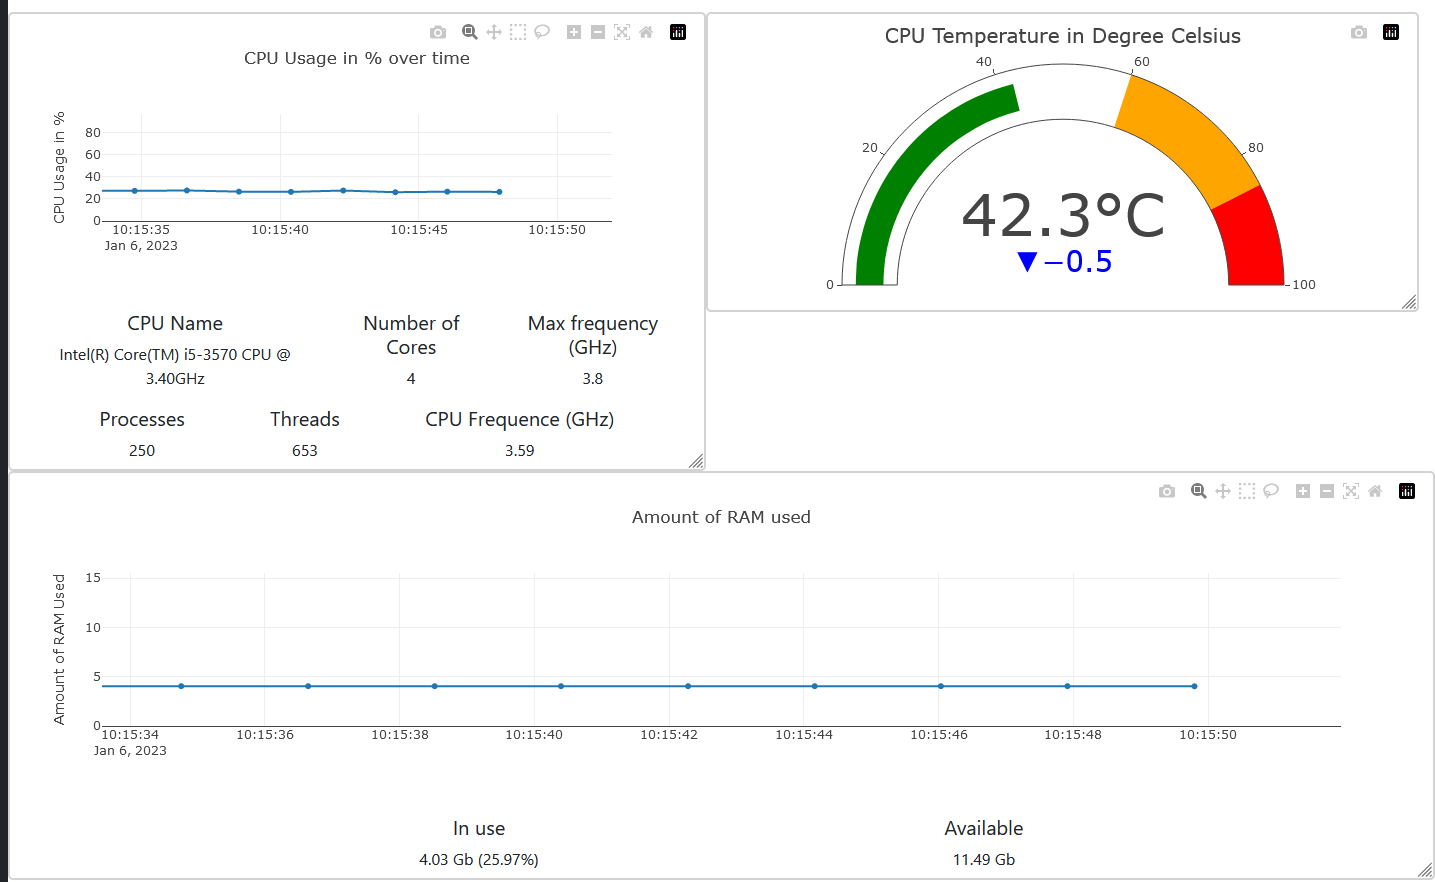 CPU Usage in % over time
CPU Usage in %
80
60
40
20
0
10:15:35 10:15:40 10:15:45 10:15:50
Jan 6, 2023
CPU Name
Intel(R) Core(TM) i5-3570 CPU @
3.40GHz
Number of
Cores
4
Max frequency
(GHz)
3.8
Processes
250
Threads
653
CPU Frequence (GHz)
3.59
CPU Temperature in Degree Celsius
0
20
40
60
80
100
42.3°C
▼−0.5
Amount of RAM used
Amount of RAM Used
15
10
5
0
10:15:34 10:15:36 10:15:38 10:15:40 10:15:42 10:15:44 10:15:46 10:15:48 10:15:50
Jan 6, 2023
In use
4.03 Gb (25.97%)
Available
11.49 Gb